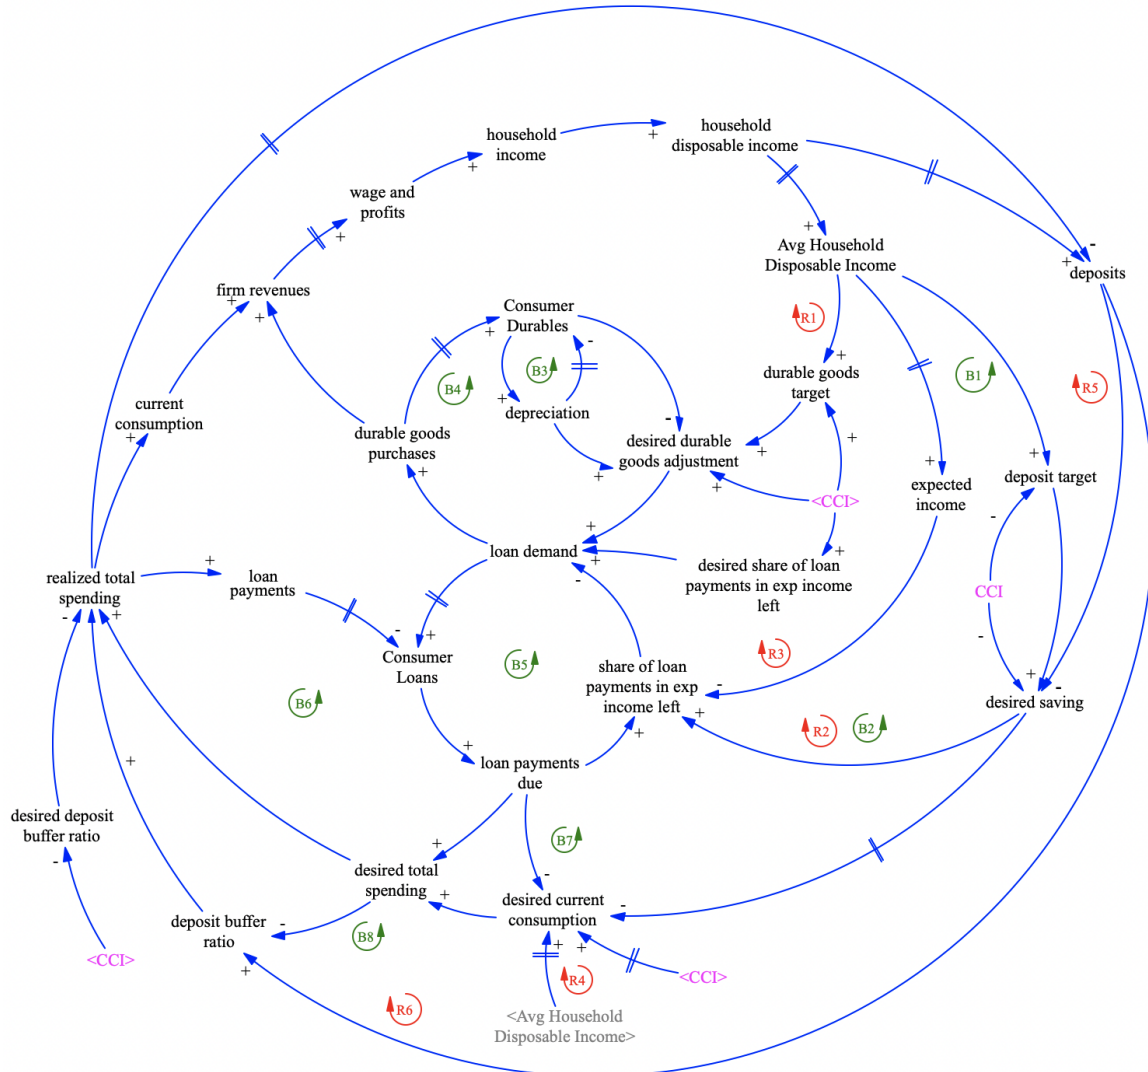 household
income
household
disposable income
wage and
profits
Avg Household
Disposable Income
deposits
firm revenues
Consumer
Durables
R1
B3
B4
B1
R5
durable goods
target
current
consumption
depreciation
durable goods
purchases
desired durable
goods adjustment
deposit target
expected
income
<CCI>
loan demand
desired share of loan
payments in exp income
left
realized total
spending
loan
payments
CCI
Consumer
Loans
B5
R3
share of loan
payments in exp
income left
B6
R2
B2
desired saving
loan payments
due
desired deposit
buffer ratio
B7
desired total
spending
desired current
consumption
deposit buffer
ratio
B8
<CCI>
<CCI>
R4
R6
<Avg Household
Disposable Income>